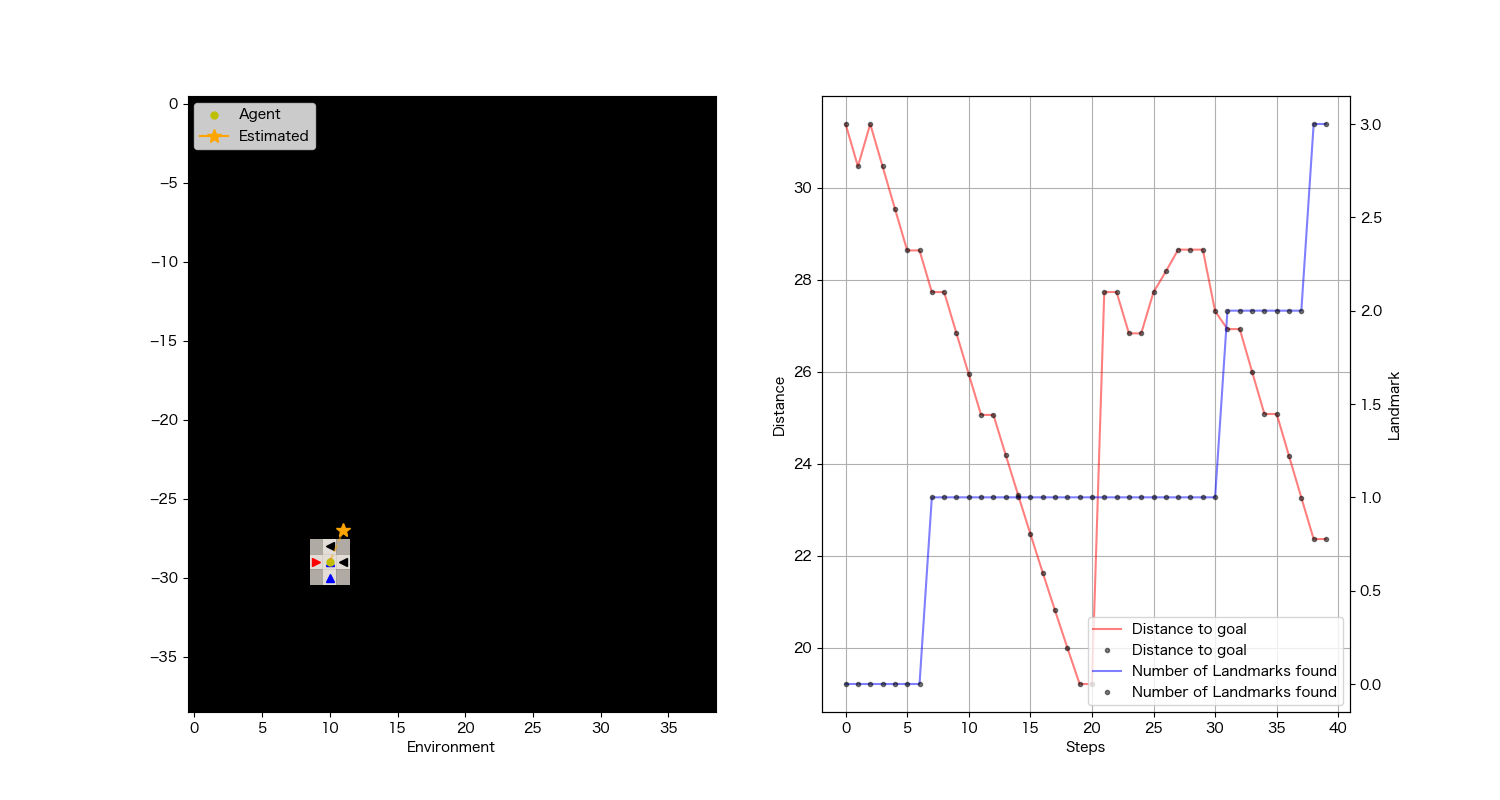 Agent
Estimated
0
−5
−10
−15
−20
−25
−30
−35
0 5 10 15 20 25 30 35
Environment
Distance
30
28
26
24
22
20
0 5 10 15 20 25 30 35 40
Steps
Distance to goal
Distance to goal
Number of Landmarks found
Number of Landmarks found
3.0
2.5
2.0
1.5
1.0
0.5
0.0
Landmark